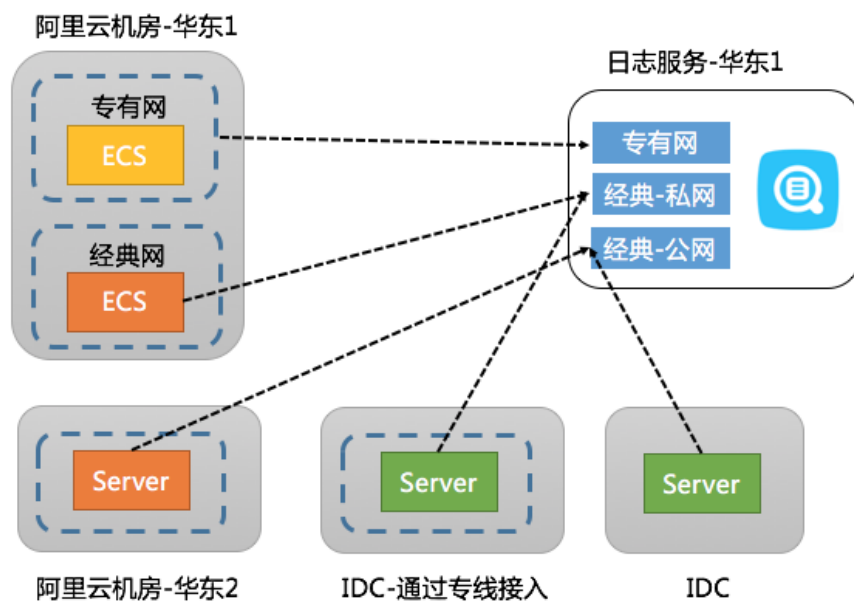 阿里云机房-华东1
专有网
ECS
经典网
ECS
日志服务-华东1
专有网
经典-私网
经典-公网
Server
Server
Server
阿里云机房-华东2
IDC-通过专线接入
IDC